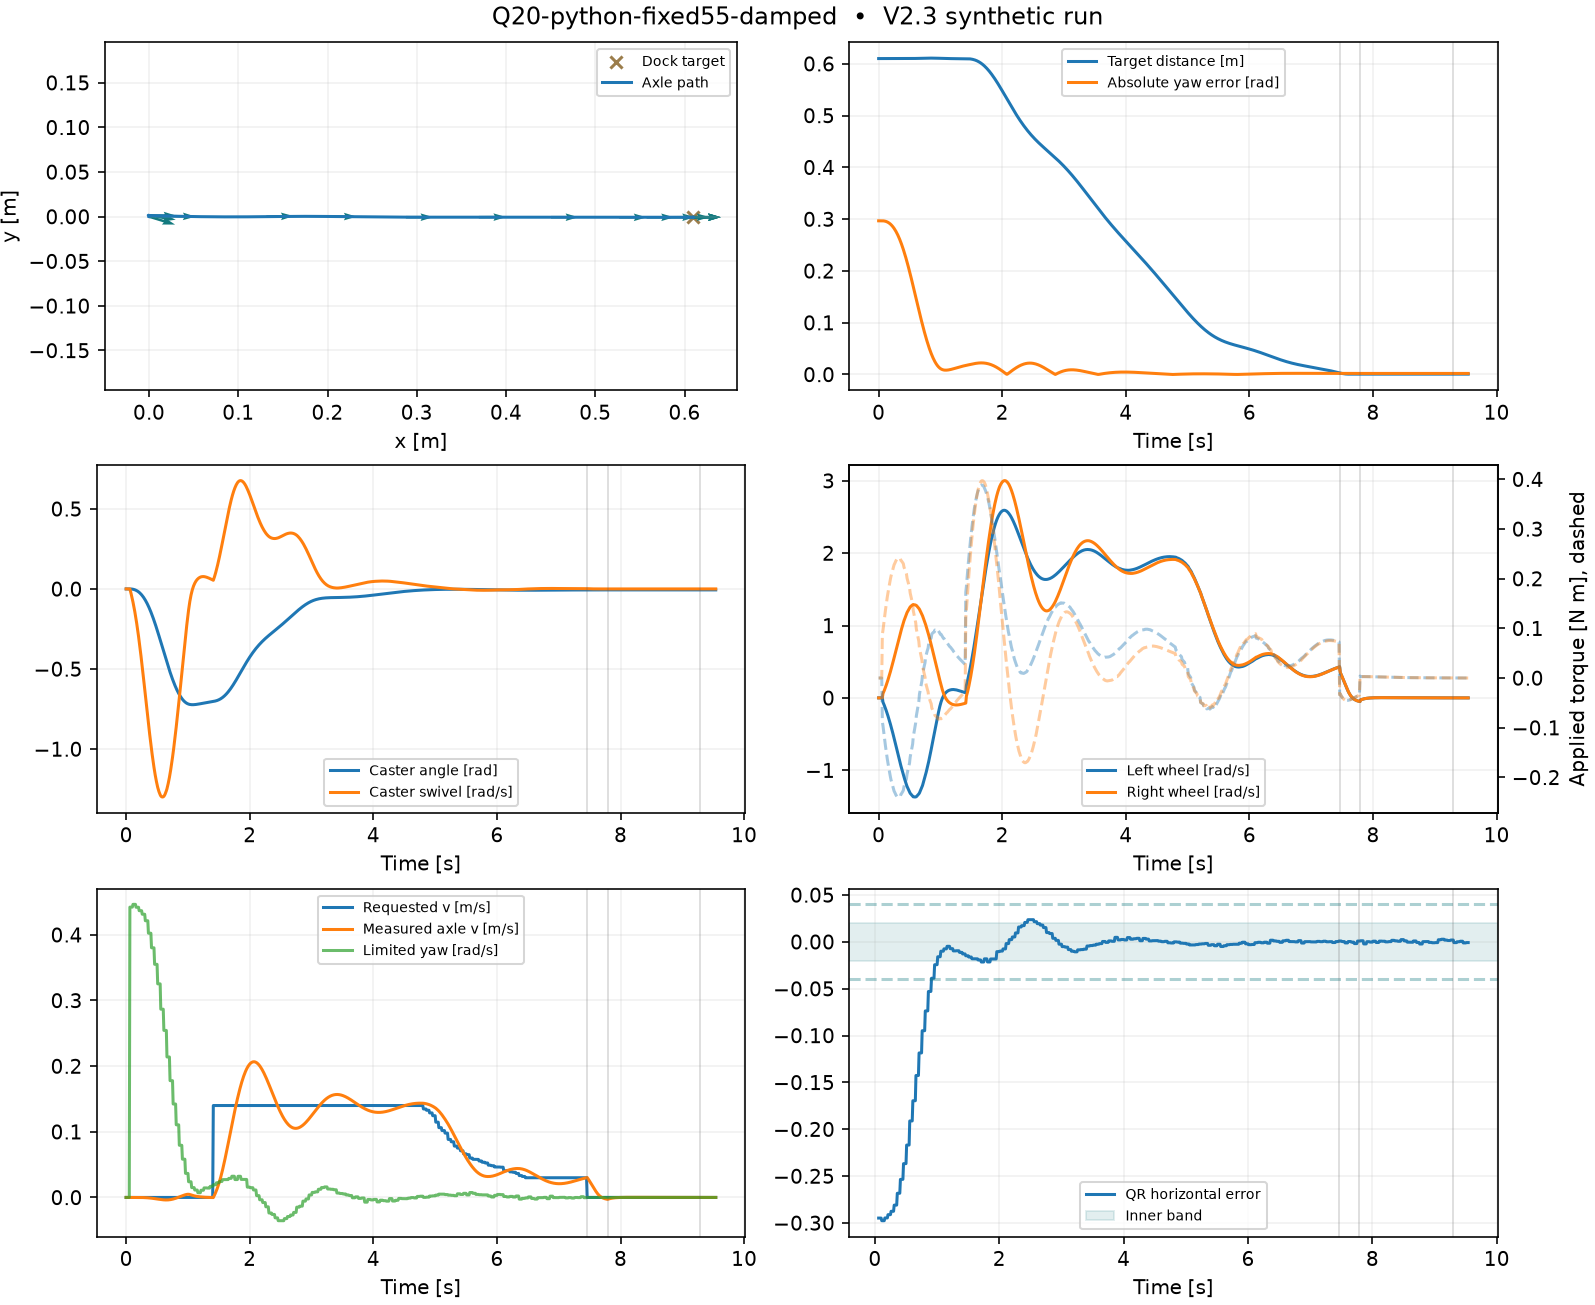 Q20-python-fixed55-damped • V2.3 synthetic run
Dock target
Axle path
0.15
0.10
0.05
0.00
−0.05
−0.10
−0.15
y [m]
0.0 0.1 0.2 0.3 0.4 0.5 0.6
x [m]
Target distance [m]
Absolute yaw error [rad]
0.6
0.5
0.4
0.3
0.2
0.1
0.0
0 2 4 6 8 10
Time [s]
0.5
0.0
−0.5
−1.0
Caster angle [rad]
Caster swivel [rad/s]
0 2 4 6 8 10
Time [s]
3
2
1
0
−1
Left wheel [rad/s]
Right wheel [rad/s]
0.4
0.3
0.2
0.1
0.0
−0.1
−0.2
Applied torque [N m], dashed
0 2 4 6 8 10
Time [s]
Requested v [m/s]
Measured axle v [m/s]
Limited yaw [rad/s]
0.4
0.3
0.2
0.1
0.0
0 2 4 6 8 10
Time [s]
0.05
0.00
−0.05
−0.10
−0.15
−0.20
−0.25
−0.30
QR horizontal error
Inner band
0 2 4 6 8 10
Time [s]